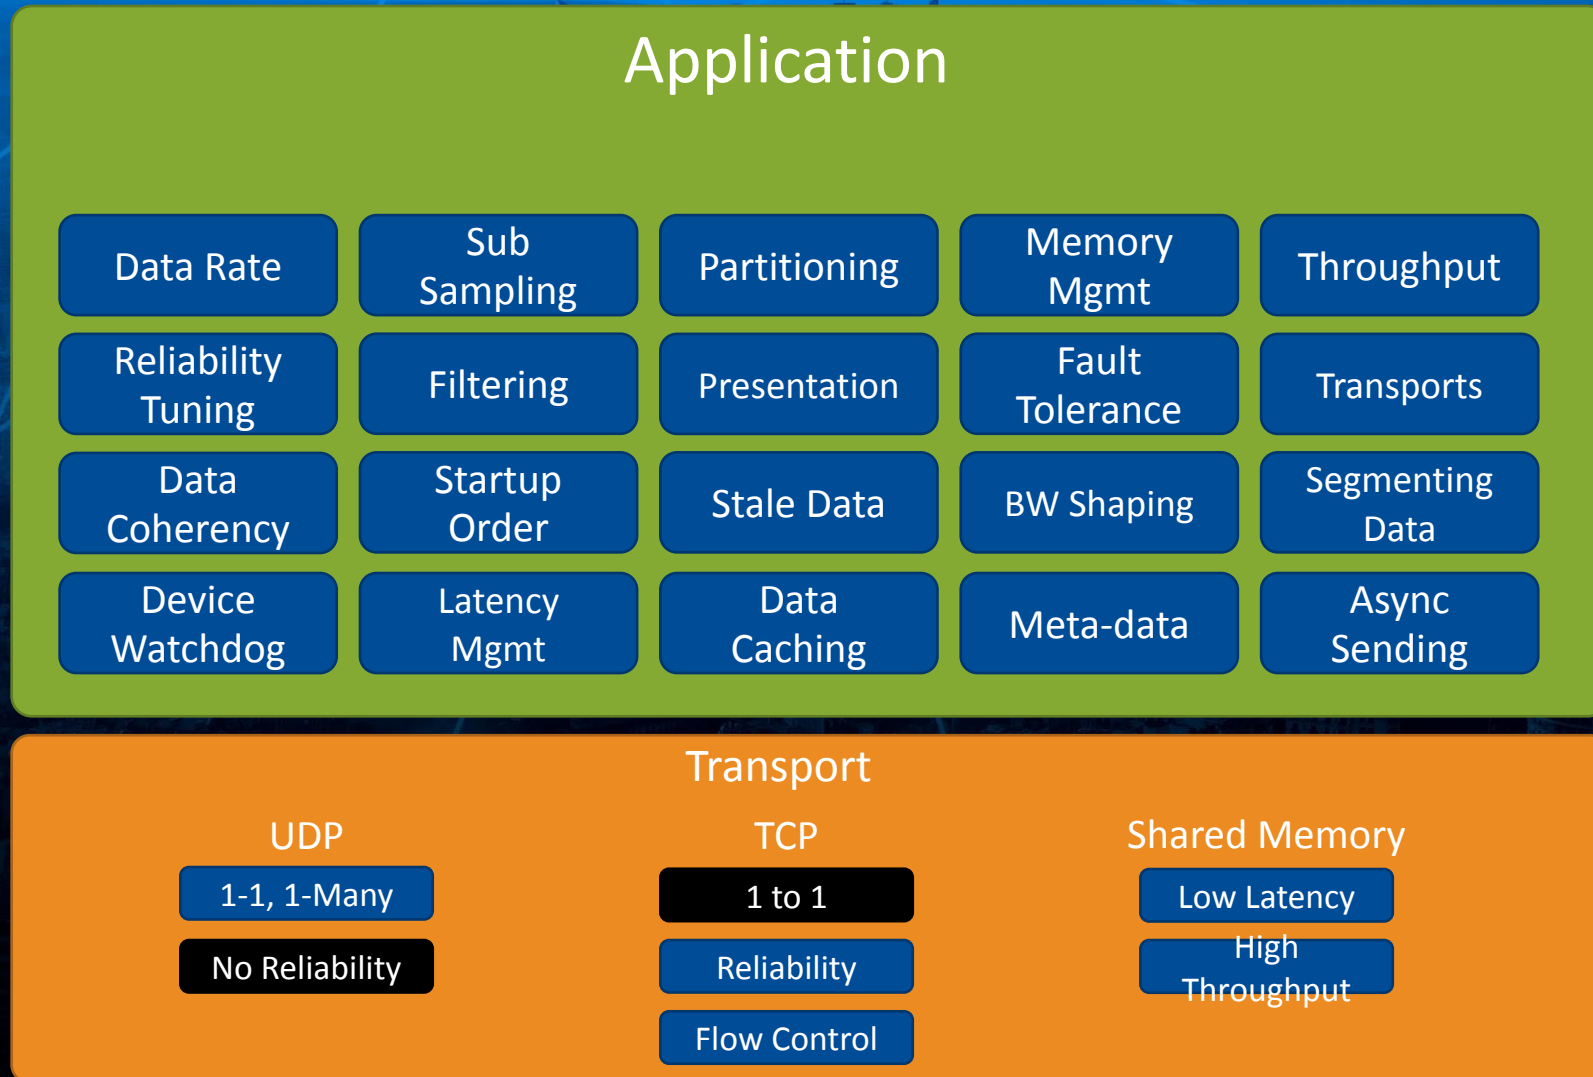 Application
Data Rate
Sub
Sampling
Partitioning
Memory
Mgmt
Throughput
Reliability
Tuning
Filtering
Presentation
Fault
Tolerance
Transports
Data
Coherency
Startup
Order
Stale Data
BW Shaping
Segmenting
Data
Device
Watchdog
Latency
Mgmt
Data
Caching
Meta-data
Async
Sending
Transport
UDP
1-1, 1-Many
No Reliability
TCP
1 to 1
Reliability
Flow Control
Shared Memory
Low Latency
High
Throughput